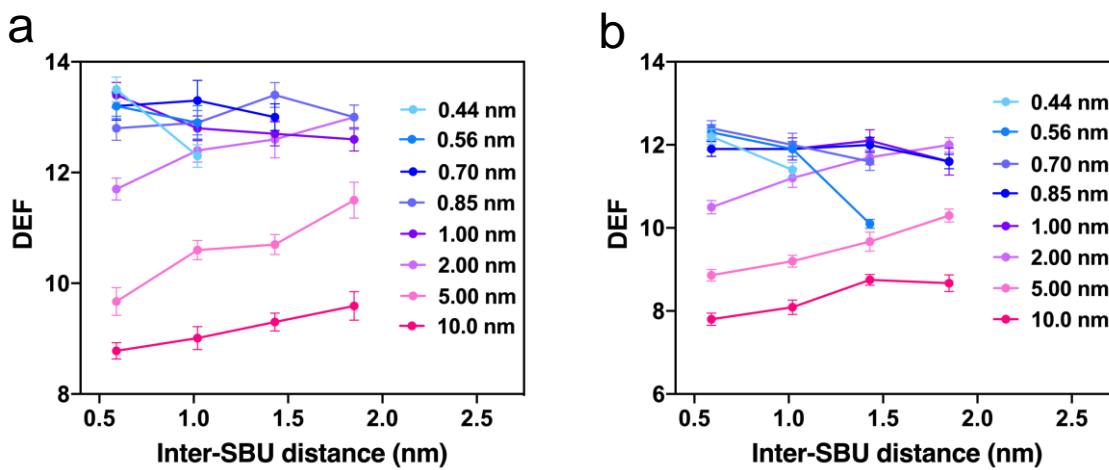 a
14
12
10
8
DEF
0.5 1.0 1.5 2.0 2.5
Inter-SBU distance (nm)
0.44 nm
0.56 nm
0.70 nm
0.85 nm
1.00 nm
2.00 nm
5.00 nm
10.0 nm
b
14
12
10
8
6
DEF
0.5 1.0 1.5 2.0 2.5
Inter-SBU distance (nm)
0.44 nm
0.56 nm
0.70 nm
0.85 nm
1.00 nm
2.00 nm
5.00 nm
10.0 nm